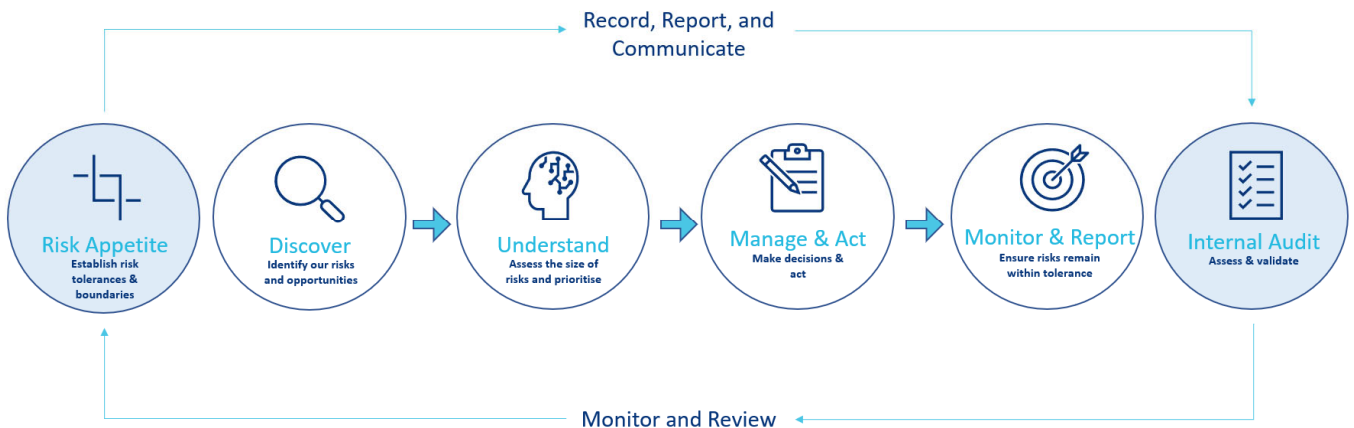 Record, Report, and
Communicate
Risk Appetite
Establish risk
tolerances &
boundaries
Discover
Identify our risks
and opportunities
Understand
Assess the size of
risks and prioritise
Manage & Act
Make decisions &
act
Monitor & Report
Ensure risks remain
within tolerance
Internal Audit
Assess & validate
Monitor and Review